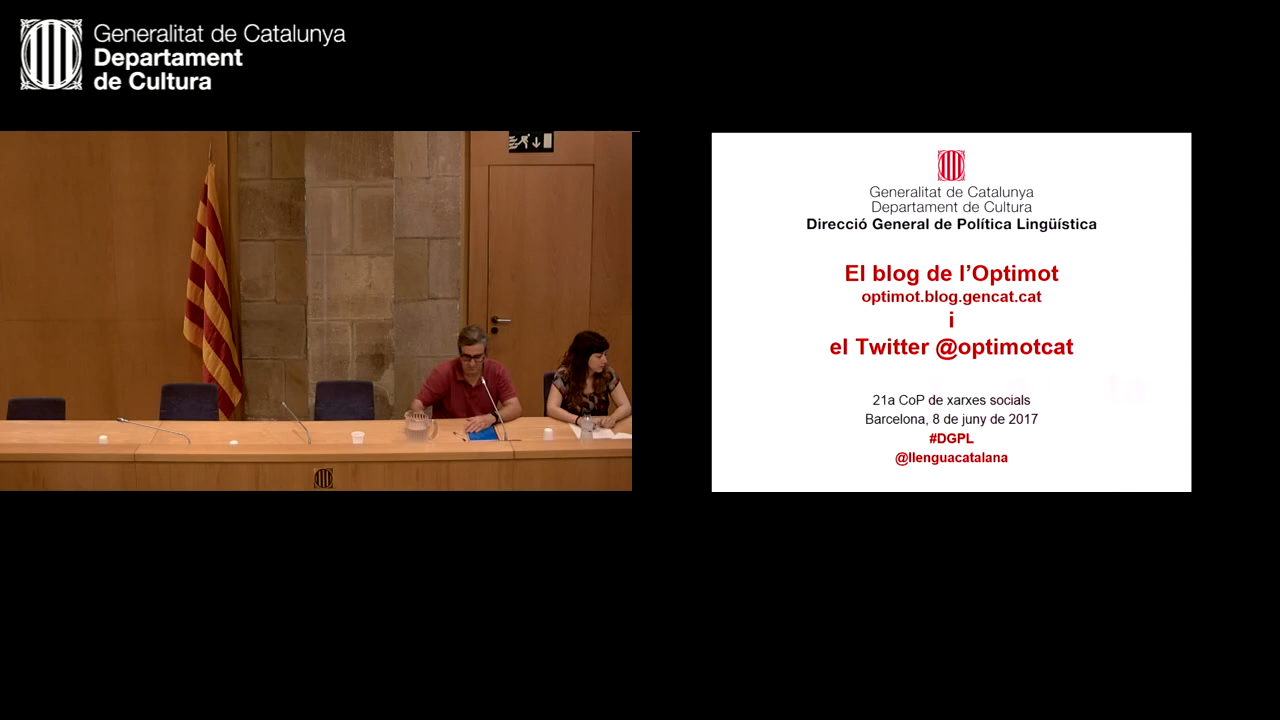 Generalitat de Catalunya
Departament
de Cultura
Generalitat de Catalunya
Departament de Cultura
Direcció General de Política Lingüística
El blog de l’Optimot
optimot.blog.gencat.cat
i
el Twitter @optimotcat
21a CoP de xarxes socials
Barcelona, 8 de juny de 2017
#DGPL
@llenguacatalana